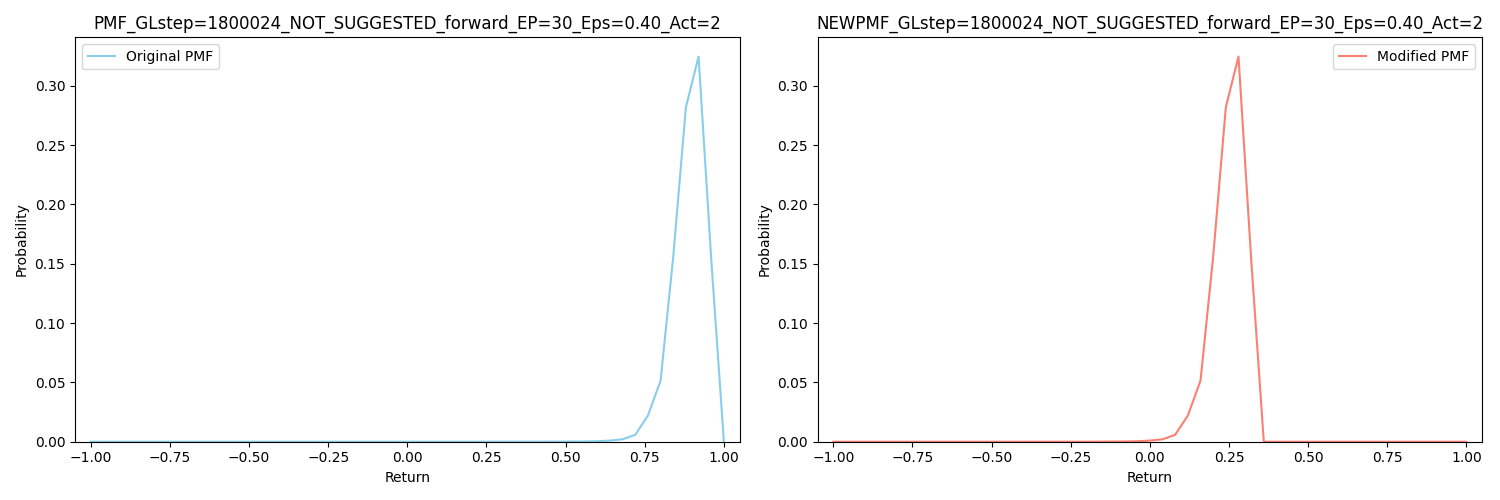 PMF_GLstep=1800024_NOT_SUGGESTED_forward_EP=30_Eps=0.40_Act=2
Original PMF
Probability
0.30
0.25
0.20
0.15
0.10
0.05
0.00
−1.00 −0.75 −0.50 −0.25 0.00 0.25 0.50 0.75 1.00
Return
NEWPMF_GLstep=1800024_NOT_SUGGESTED_forward_EP=30_Eps=0.40_Act=2
Modified PMF
Probability
0.30
0.25
0.20
0.15
0.10
0.05
0.00
−1.00 −0.75 −0.50 −0.25 0.00 0.25 0.50 0.75 1.00
Return